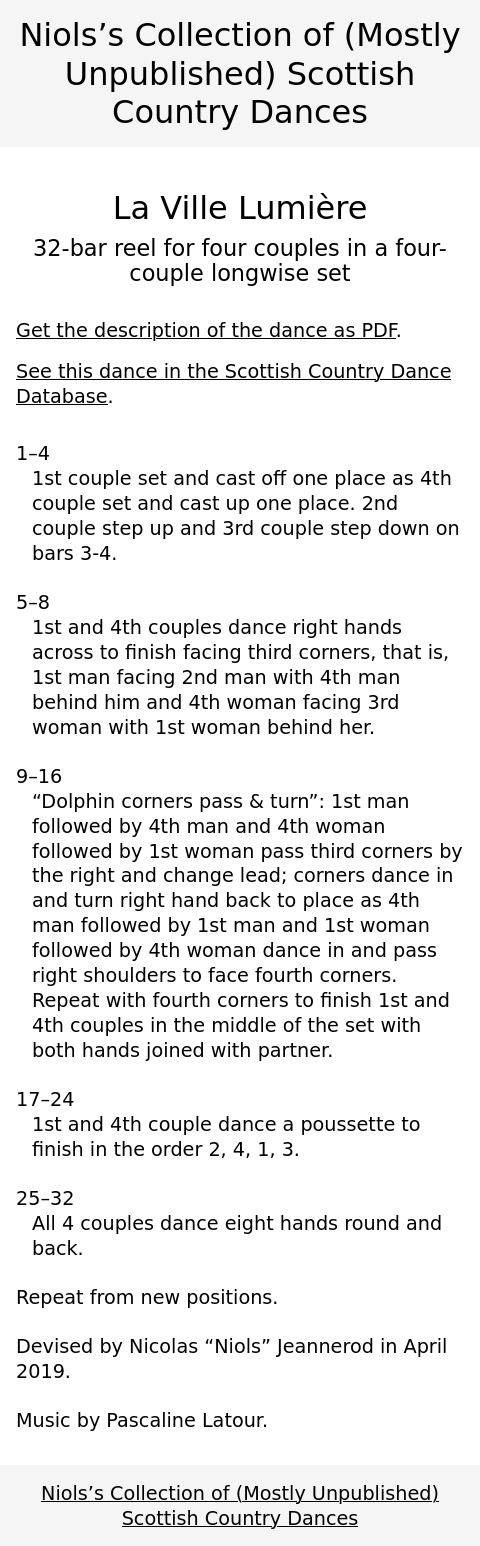 Niols’s Collection of (Mostly
Unpublished) Scottish
Country Dances
La Ville Lumière
32-bar reel for four couples in a four-
couple longwise set
Get the description of the dance as PDF.
See this dance in the Scottish Country Dance
Database.
1–4
1st couple set and cast off one place as 4th
couple set and cast up one place. 2nd
couple step up and 3rd couple step down on
bars 3-4.
5–8
1st and 4th couples dance right hands
across to finish facing third corners, that is,
1st man facing 2nd man with 4th man
behind him and 4th woman facing 3rd
woman with 1st woman behind her.
9–16
“Dolphin corners pass & turn”: 1st man
followed by 4th man and 4th woman
followed by 1st woman pass third corners by
the right and change lead; corners dance in
and turn right hand back to place as 4th
man followed by 1st man and 1st woman
followed by 4th woman dance in and pass
right shoulders to face fourth corners.
Repeat with fourth corners to finish 1st and
4th couples in the middle of the set with
both hands joined with partner.
17–24
1st and 4th couple dance a poussette to
finish in the order 2, 4, 1, 3.
25–32
All 4 couples dance eight hands round and
back.
Repeat from new positions.
Devised by Nicolas “Niols” Jeannerod in April
2019.
Music by Pascaline Latour.
Niols’s Collection of (Mostly Unpublished)
Scottish Country Dances